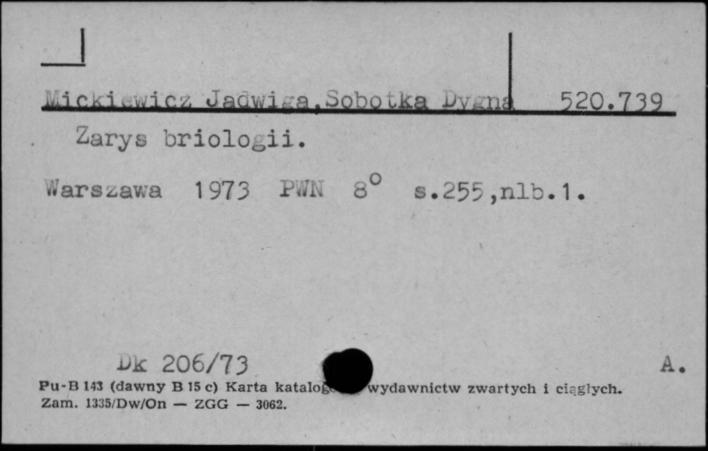 Mickiewicz Jadwiga,Sobotka Dygna 520.739
Zarys briologii.
Warszawa 1973 PWN 8° s.255,nlb.1.
Dk 206/73 A.
Pu-B 143 (dawny B 15 c) Karta wydawnictw zwartych i ciągłych.
Zam. 1335/Dw/On — ZGG — 3062.